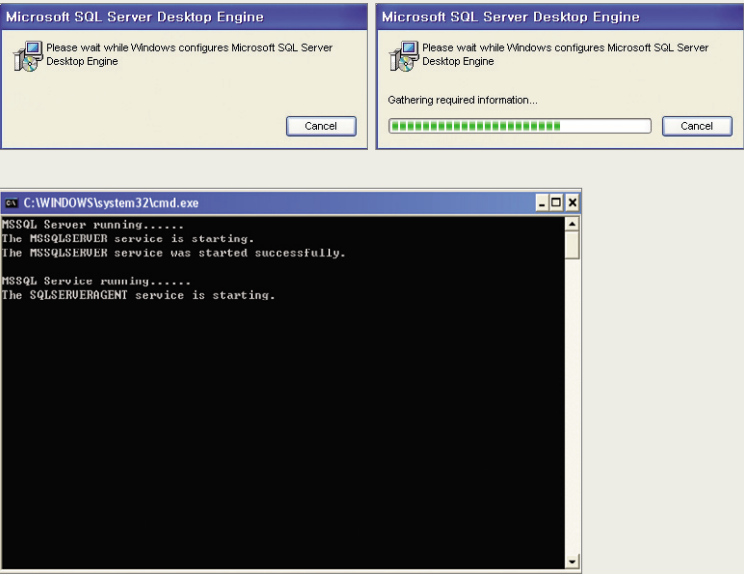 Microsoft SQL Server Desktop Engine
Please wait while Windows configures Microsoft SQL Server
Desktop Engine
Cancel
Microsoft SQL Server Desktop Engine
Please wait while Windows configures Microsoft SQL Server
Desktop Engine
Gathering required information...
Cancel
C:\WINDOWS\system32\cmd.exe
MSSQL Server running......
The MSSQLSERVER service is starting.
The MSSQLSERVER service was started successfully.
MSSQL Service running......
The SQLSERVERAGENT service is starting.